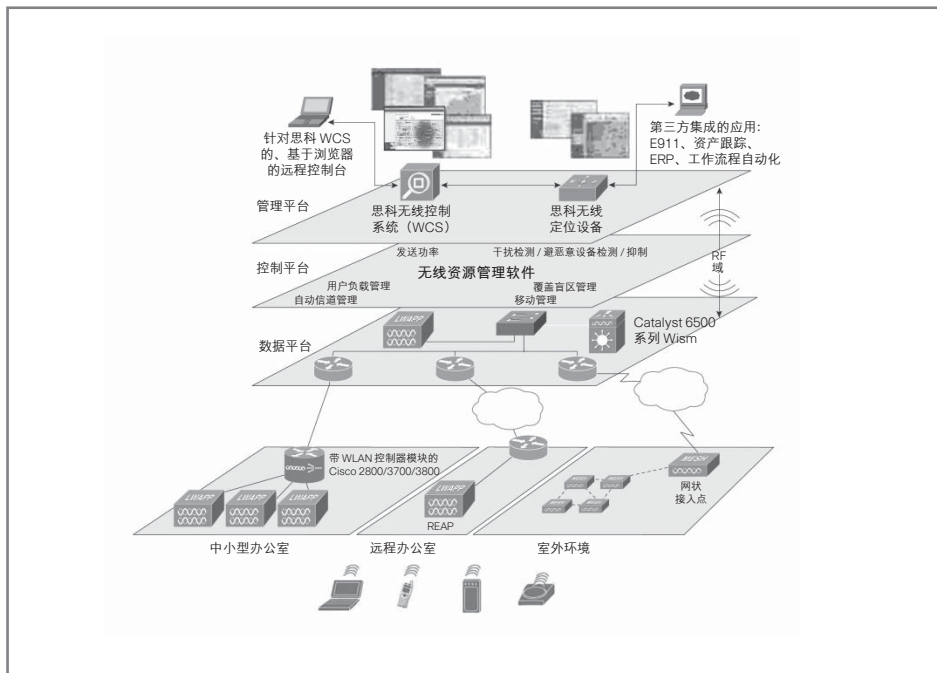 针对思科 WCS
的、基于浏览器
的远程控制台
第三方集成的应用：
E911、资产跟踪、
ERP、工作流程自动化
管理平台
思科无线控制
系统（WCS）
思科无线
定位设备
控制平台
发送功率
干扰检测 / 避恶意设备检测 / 抑制
无线资源管理软件
用户负载管理
覆盖盲区管理
自动信道管理
移动管理
RF
域
数据平台
LWAPP
Catalyst 6500
系列 Wism
带 WLAN 控制器模块的
Cisco 2800/3700/3800
LWAPP
LWAPP
LWAPP
LWAPP
REAP
MESH
网状
接入点
中小型办公室
远程办公室
室外环境